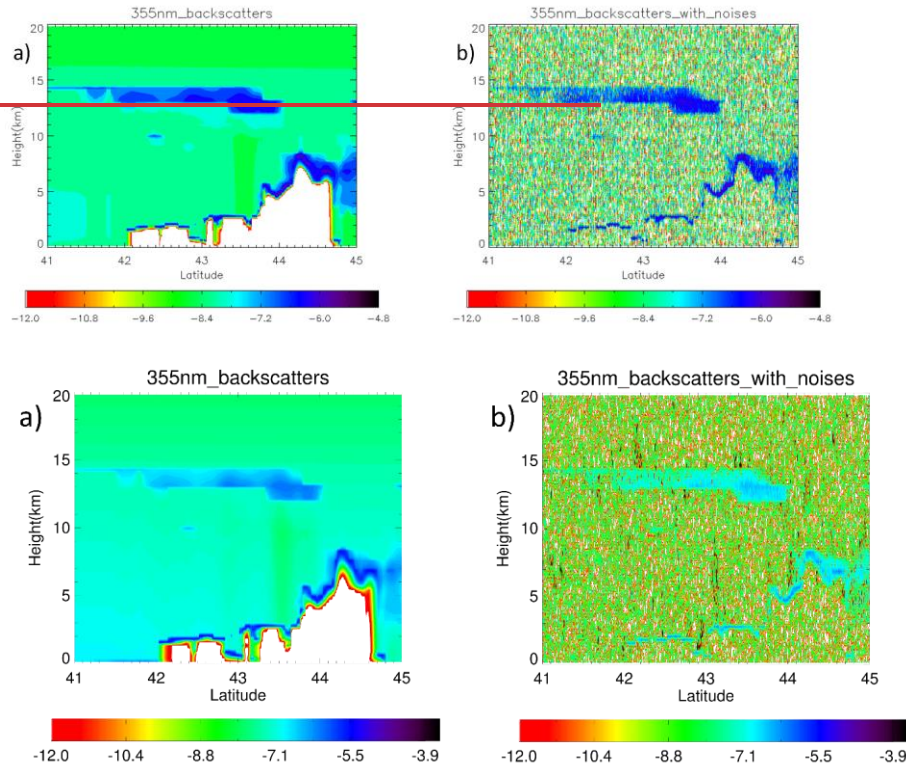 355nm_backscatters
a)
20
15
10
5
0
Height(km)
41 42 43 44 45
Latitude
-12.0 -10.8 -9.6 -8.4 -7.2 -6.0 -4.8
355nm_backscatters_with_noises
b)
20
15
10
5
0
Height(km)
41 42 43 44 45
Latitude
-12.0 -10.8 -9.6 -8.4 -7.2 -6.0 -4.8
355nm_backscatters
a)
20
15
10
5
0
Height(km)
41 42 43 44 45
Latitude
-12.0 -10.4 -8.8 -7.1 -5.5 -3.9
355nm_backscatters_with_noises
b)
20
15
10
5
0
Height(km)
41 42 43 44 45
Latitude
-12.0 -10.4 -8.8 -7.1 -5.5 -3.9